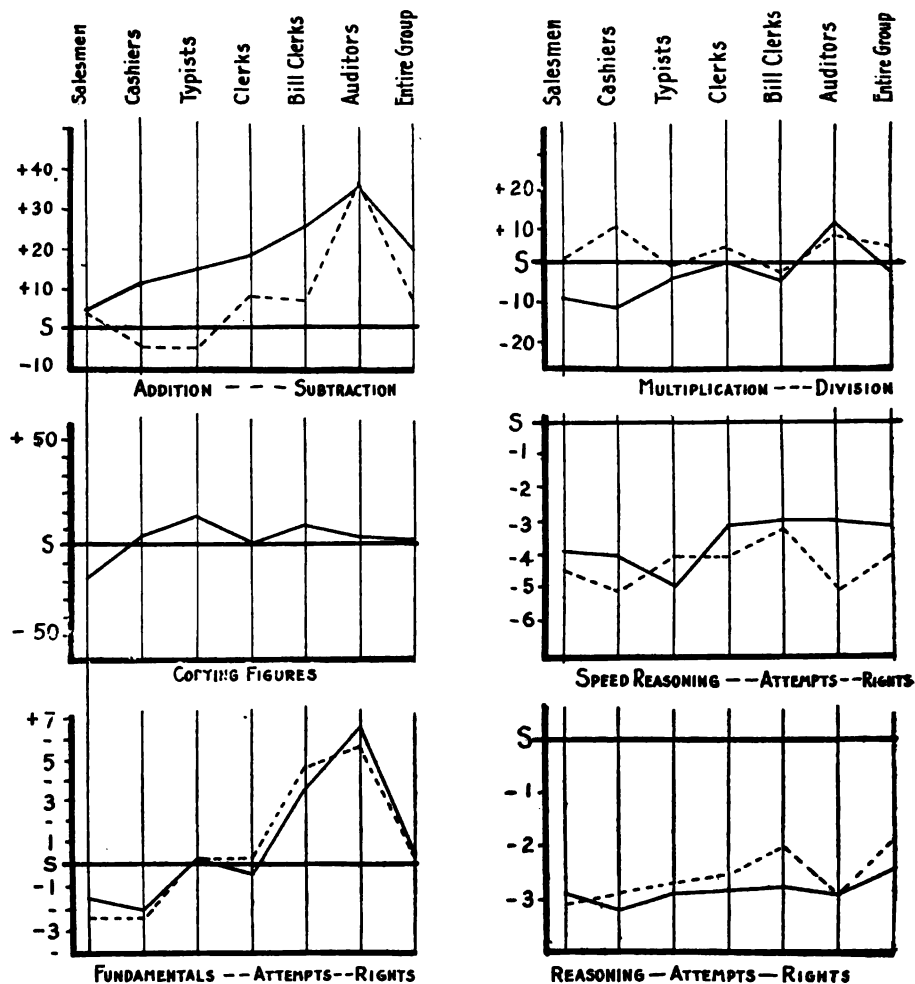 Salesmen
Cashiers
Typists
Clerks
Bill Clerks
Auditors
Entire Group
+40
+30
+20
+10
S
-10
ADDITION — — — SUBTRACTION
Salesmen
Cashiers
Typists
Clerks
Bill Clerks
Auditors
Entire Group
+20
+10
S
-10
-20
MULTIPLICATION --- DIVISION
+ 50
S
- 50
COPYING FIGURES
S
-1
-2
-3
-4
-5
-6
SPEED REASONING --ATTEMPTS--RIGHTS
+7
5
3
1
S
-1
-3
FUNDAMENTALS --ATTEMPTS--RIGHTS
S
-1
-2
-3
REASONING — ATTEMPTS — RIGHTS